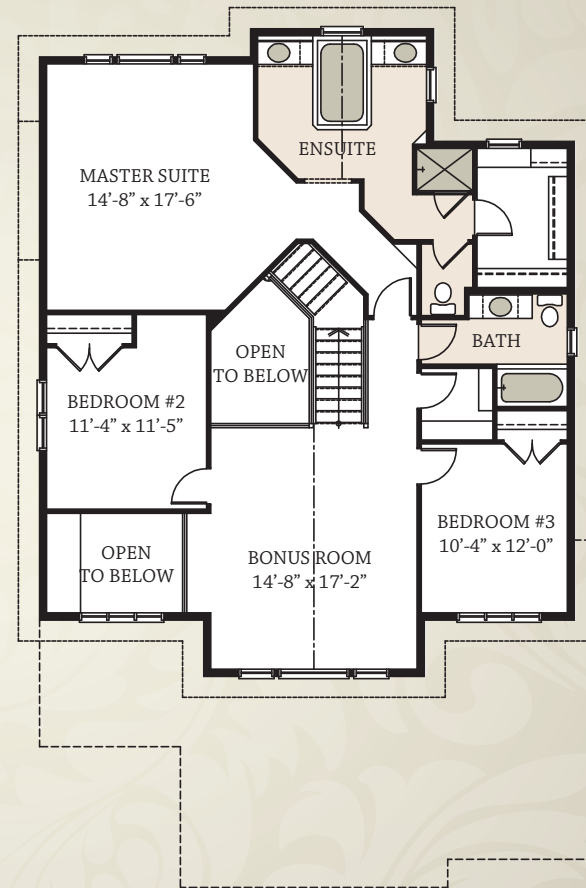 ENSUITE
MASTER SUITE
14’-8” x 17’-6”
BATH
OPEN
TO BELOW
BEDROOM #2
11’-4” x 11’-5”
BEDROOM #3
10’-4” x 12’-0”
OPEN
TO BELOW
BONUS ROOM
14’-8” x 17’-2”